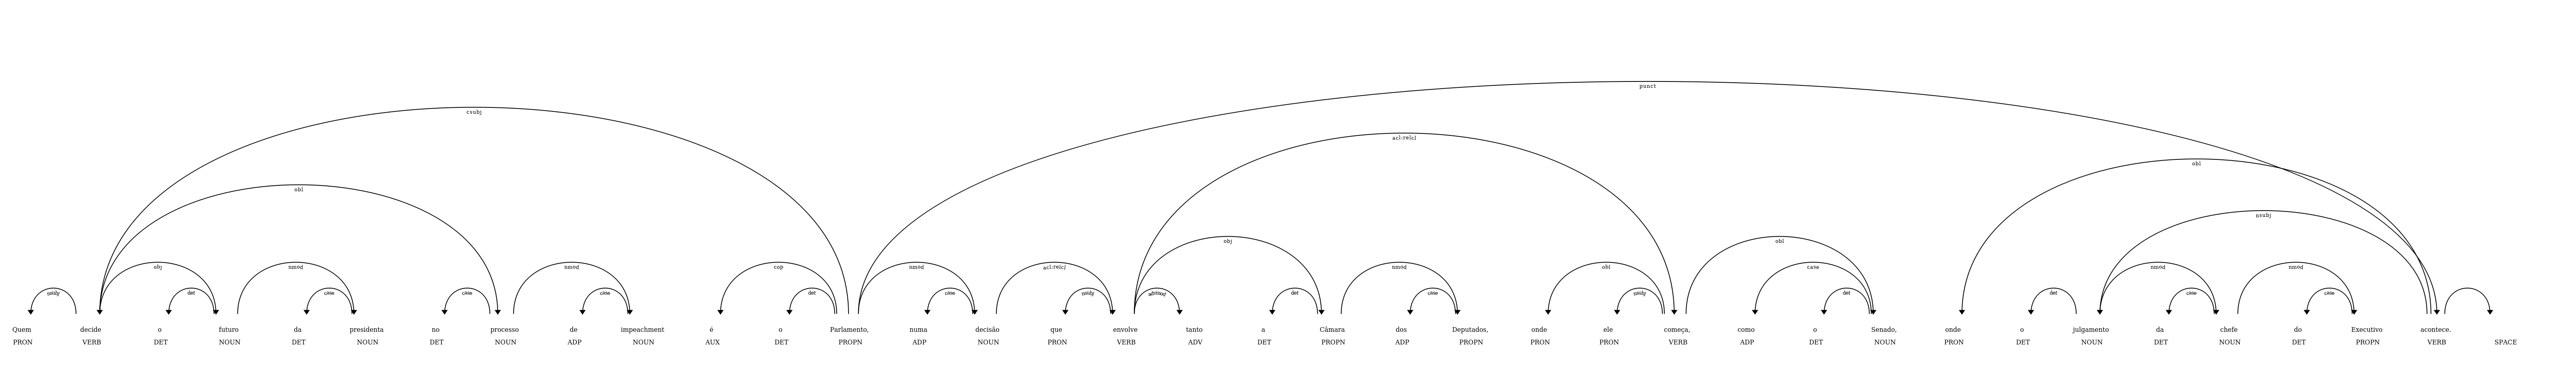 punct
csubj
acl:relcl
obl
obl
nsubj
obj obl
obj nmod nmod cop nmod acl:relcl nmod obl case nmod nmod
nsubj det case case case det case nsubj advmod det case nsubj det det case case
Quem decide o futuro da presidenta no processo de impeachment é o Parlamento, numa decisão que envolve tanto a Câmara dos Deputados, onde ele começa, como o Senado, onde o julgamento da chefe do Executivo acontece.
PRON VERB DET NOUN DET NOUN DET NOUN ADP NOUN AUX DET PROPN ADP NOUN PRON VERB ADV DET PROPN ADP PROPN PRON PRON VERB ADP DET NOUN PRON DET NOUN DET NOUN DET PROPN VERB SPACE